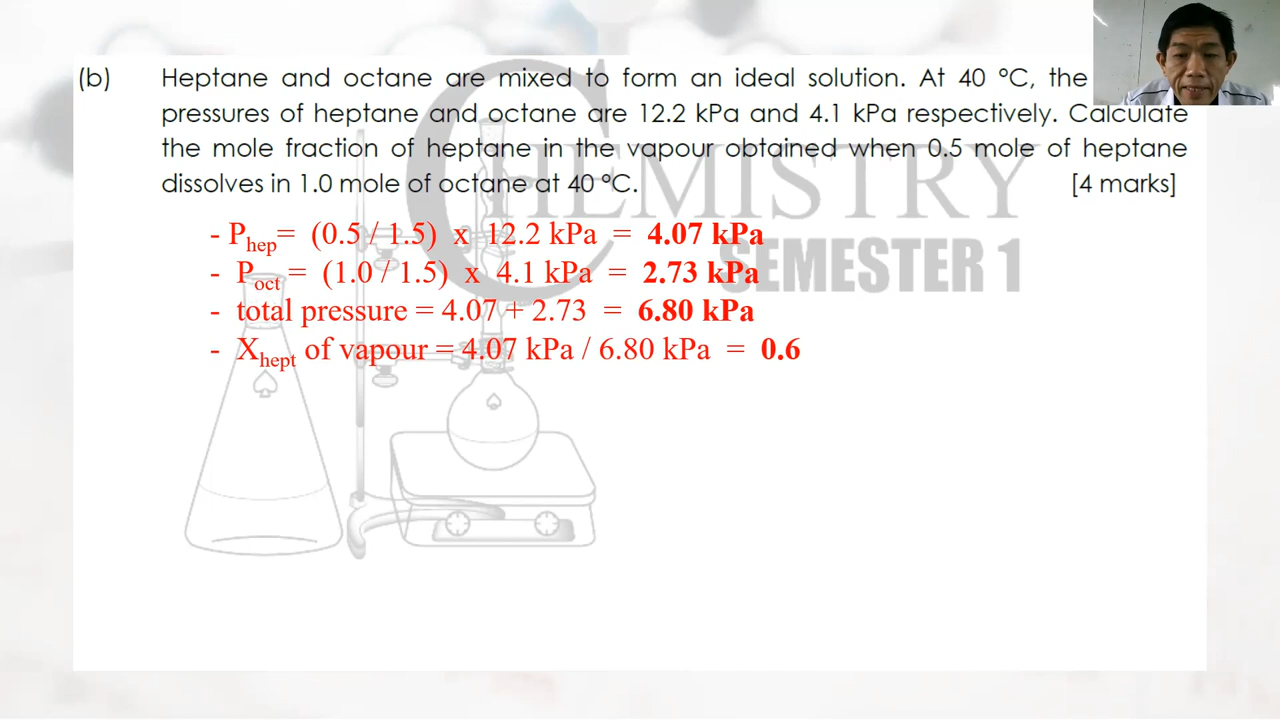 (b) Heptane and octane are mixed to form an ideal solution. At 40 °C, the
pressures of heptane and octane are 12.2 kPa and 4.1 kPa respectively. Calculate
the mole fraction of heptane in the vapour obtained when 0.5 mole of heptane
dissolves in 1.0 mole of octane at 40 °C. [4 marks]
CHEMISTRY
SEMESTER 1
- Phep= (0.5 / 1.5) x 12.2 kPa = 4.07 kPa
- Poct = (1.0 / 1.5) x 4.1 kPa = 2.73 kPa
- total pressure = 4.07 + 2.73 = 6.80 kPa
- Xhept of vapour = 4.07 kPa / 6.80 kPa = 0.6